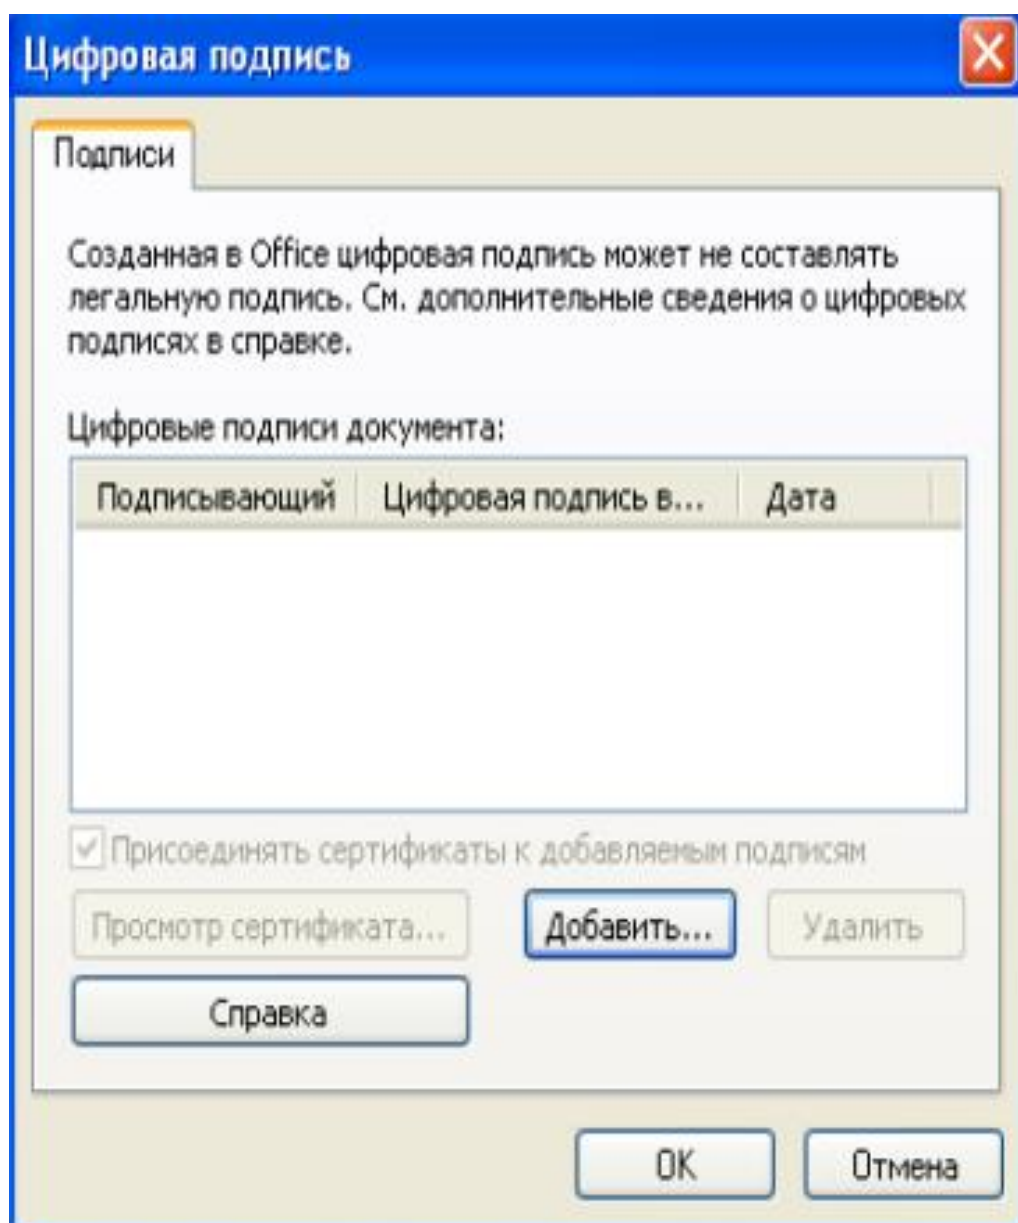 Цифровая подпись
Подписи
Созданная в Office цифровая подпись может не составлять
легальную подпись. См. дополнительные сведения о цифровых
подписях в справке.
Цифровые подписи документа:
Подписывающий Цифровая подпись в... Дата
Присоединять сертификаты к добавляемым подписям
Просмотр сертификата... Добавить... Удалить
Справка
OK Отмена